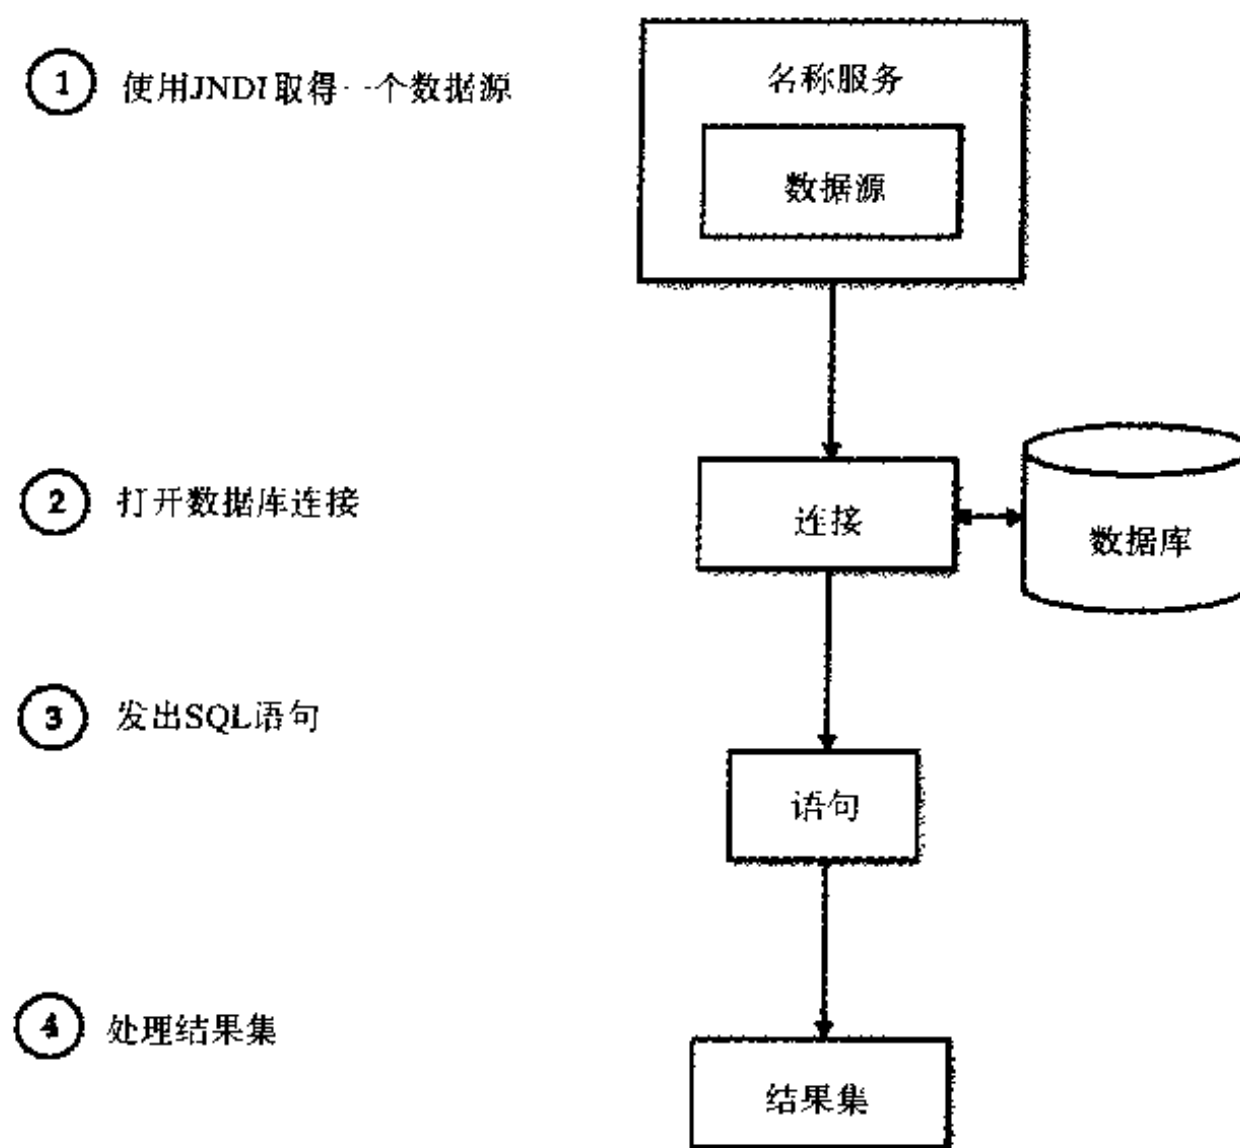 1 使用JNDI取得一个数据源
名称服务
数据源
2 打开数据库连接
连接
数据库
3 发出SQL语句
语句
4 处理结果集
结果集